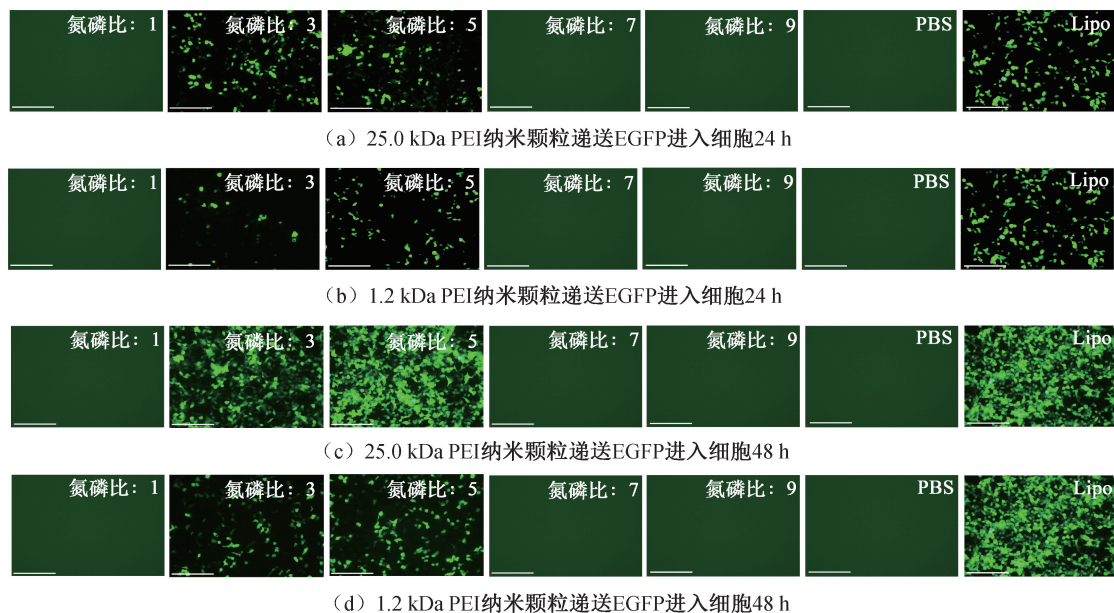 氮磷比：1 氮磷比：3 氮磷比：5 氮磷比：7 氮磷比：9 PBS Lipo
（a）25.0 kDa PEI纳米颗粒递送EGFP进入细胞24 h
氮磷比：1 氮磷比：3 氮磷比：5 氮磷比：7 氮磷比：9 PBS Lipo
（b）1.2 kDa PEI纳米颗粒递送EGFP进入细胞24 h
氮磷比：1 氮磷比：3 氮磷比：5 氮磷比：7 氮磷比：9 PBS Lipo
（c）25.0 kDa PEI纳米颗粒递送EGFP进入细胞48 h
氮磷比：1 氮磷比：3 氮磷比：5 氮磷比：7 氮磷比：9 PBS Lipo
（d）1.2 kDa PEI纳米颗粒递送EGFP进入细胞48 h